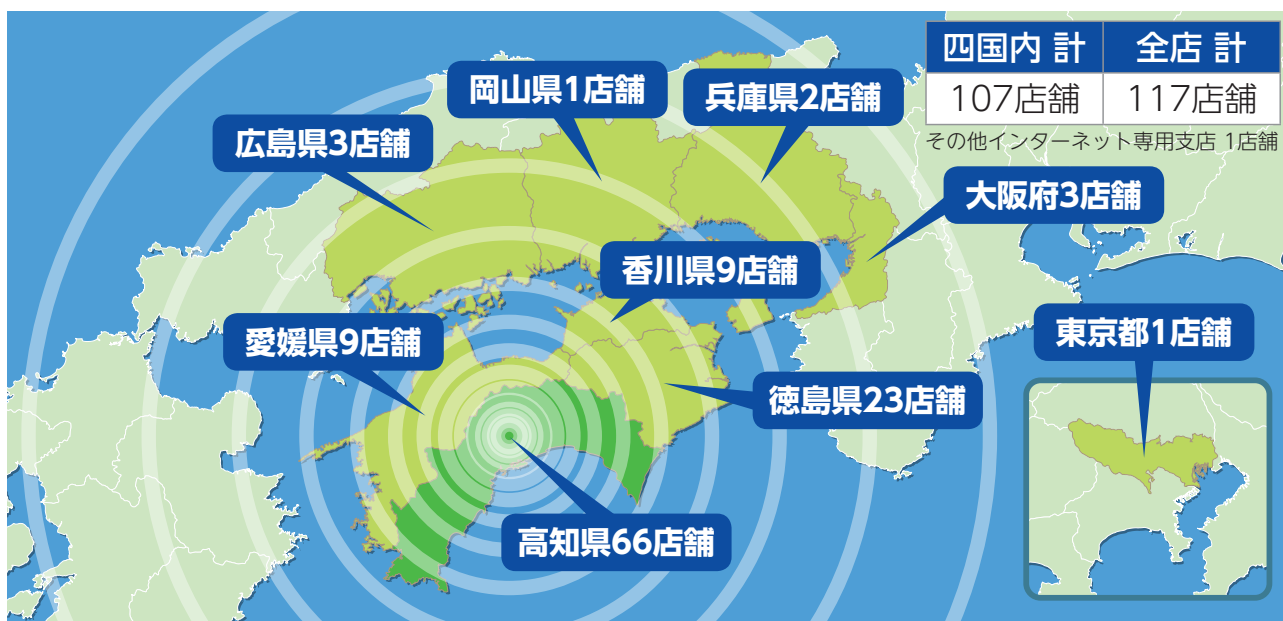 四国内 計 全店 計
107店舗 117店舗
その他インターネット専用支店 1店舗
岡山県1店舗
兵庫県2店舗
広島県3店舗
大阪府3店舗
香川県9店舗
愛媛県9店舗
東京都1店舗
徳島県23店舗
高知県66店舗